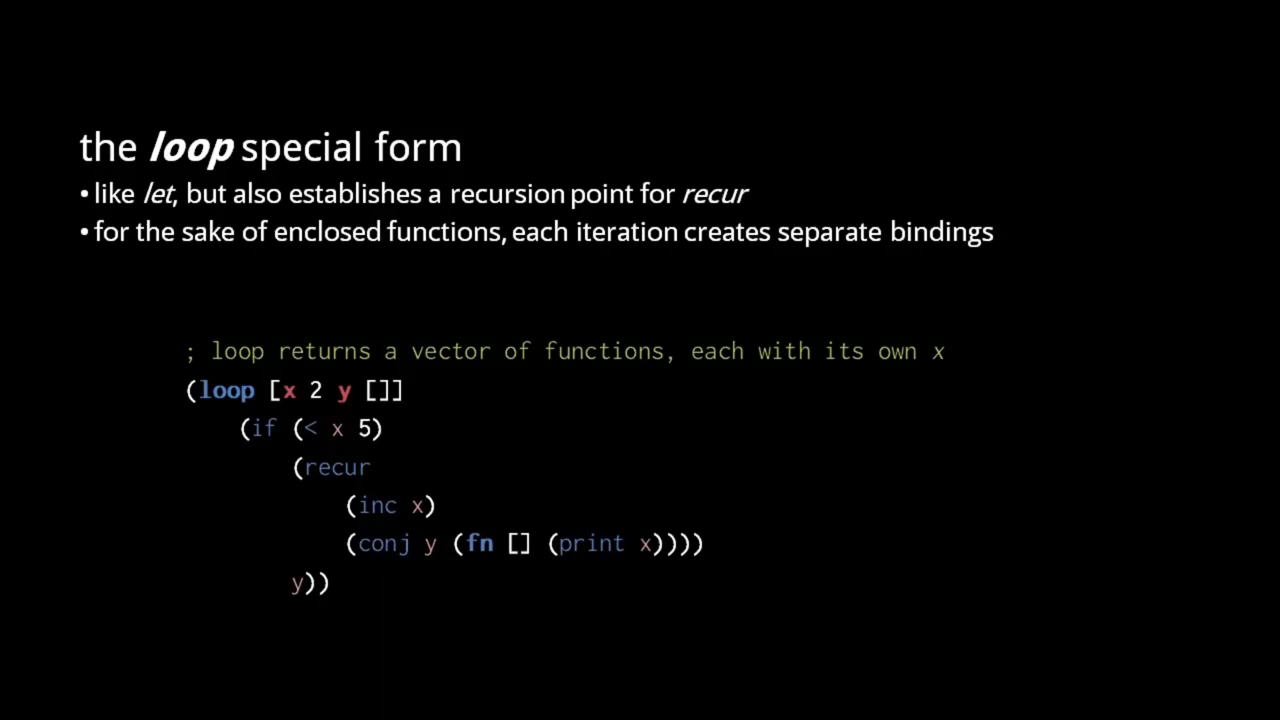 the loop special form
• like let, but also establishes a recursion point for recur
• for the sake of enclosed functions, each iteration creates separate bindings
; loop returns a vector of functions, each with its own x
(loop [x 2 y []]
    (if (< x 5)
        (recur
            (inc x)
            (conj y (fn [] (print x))))
        y))